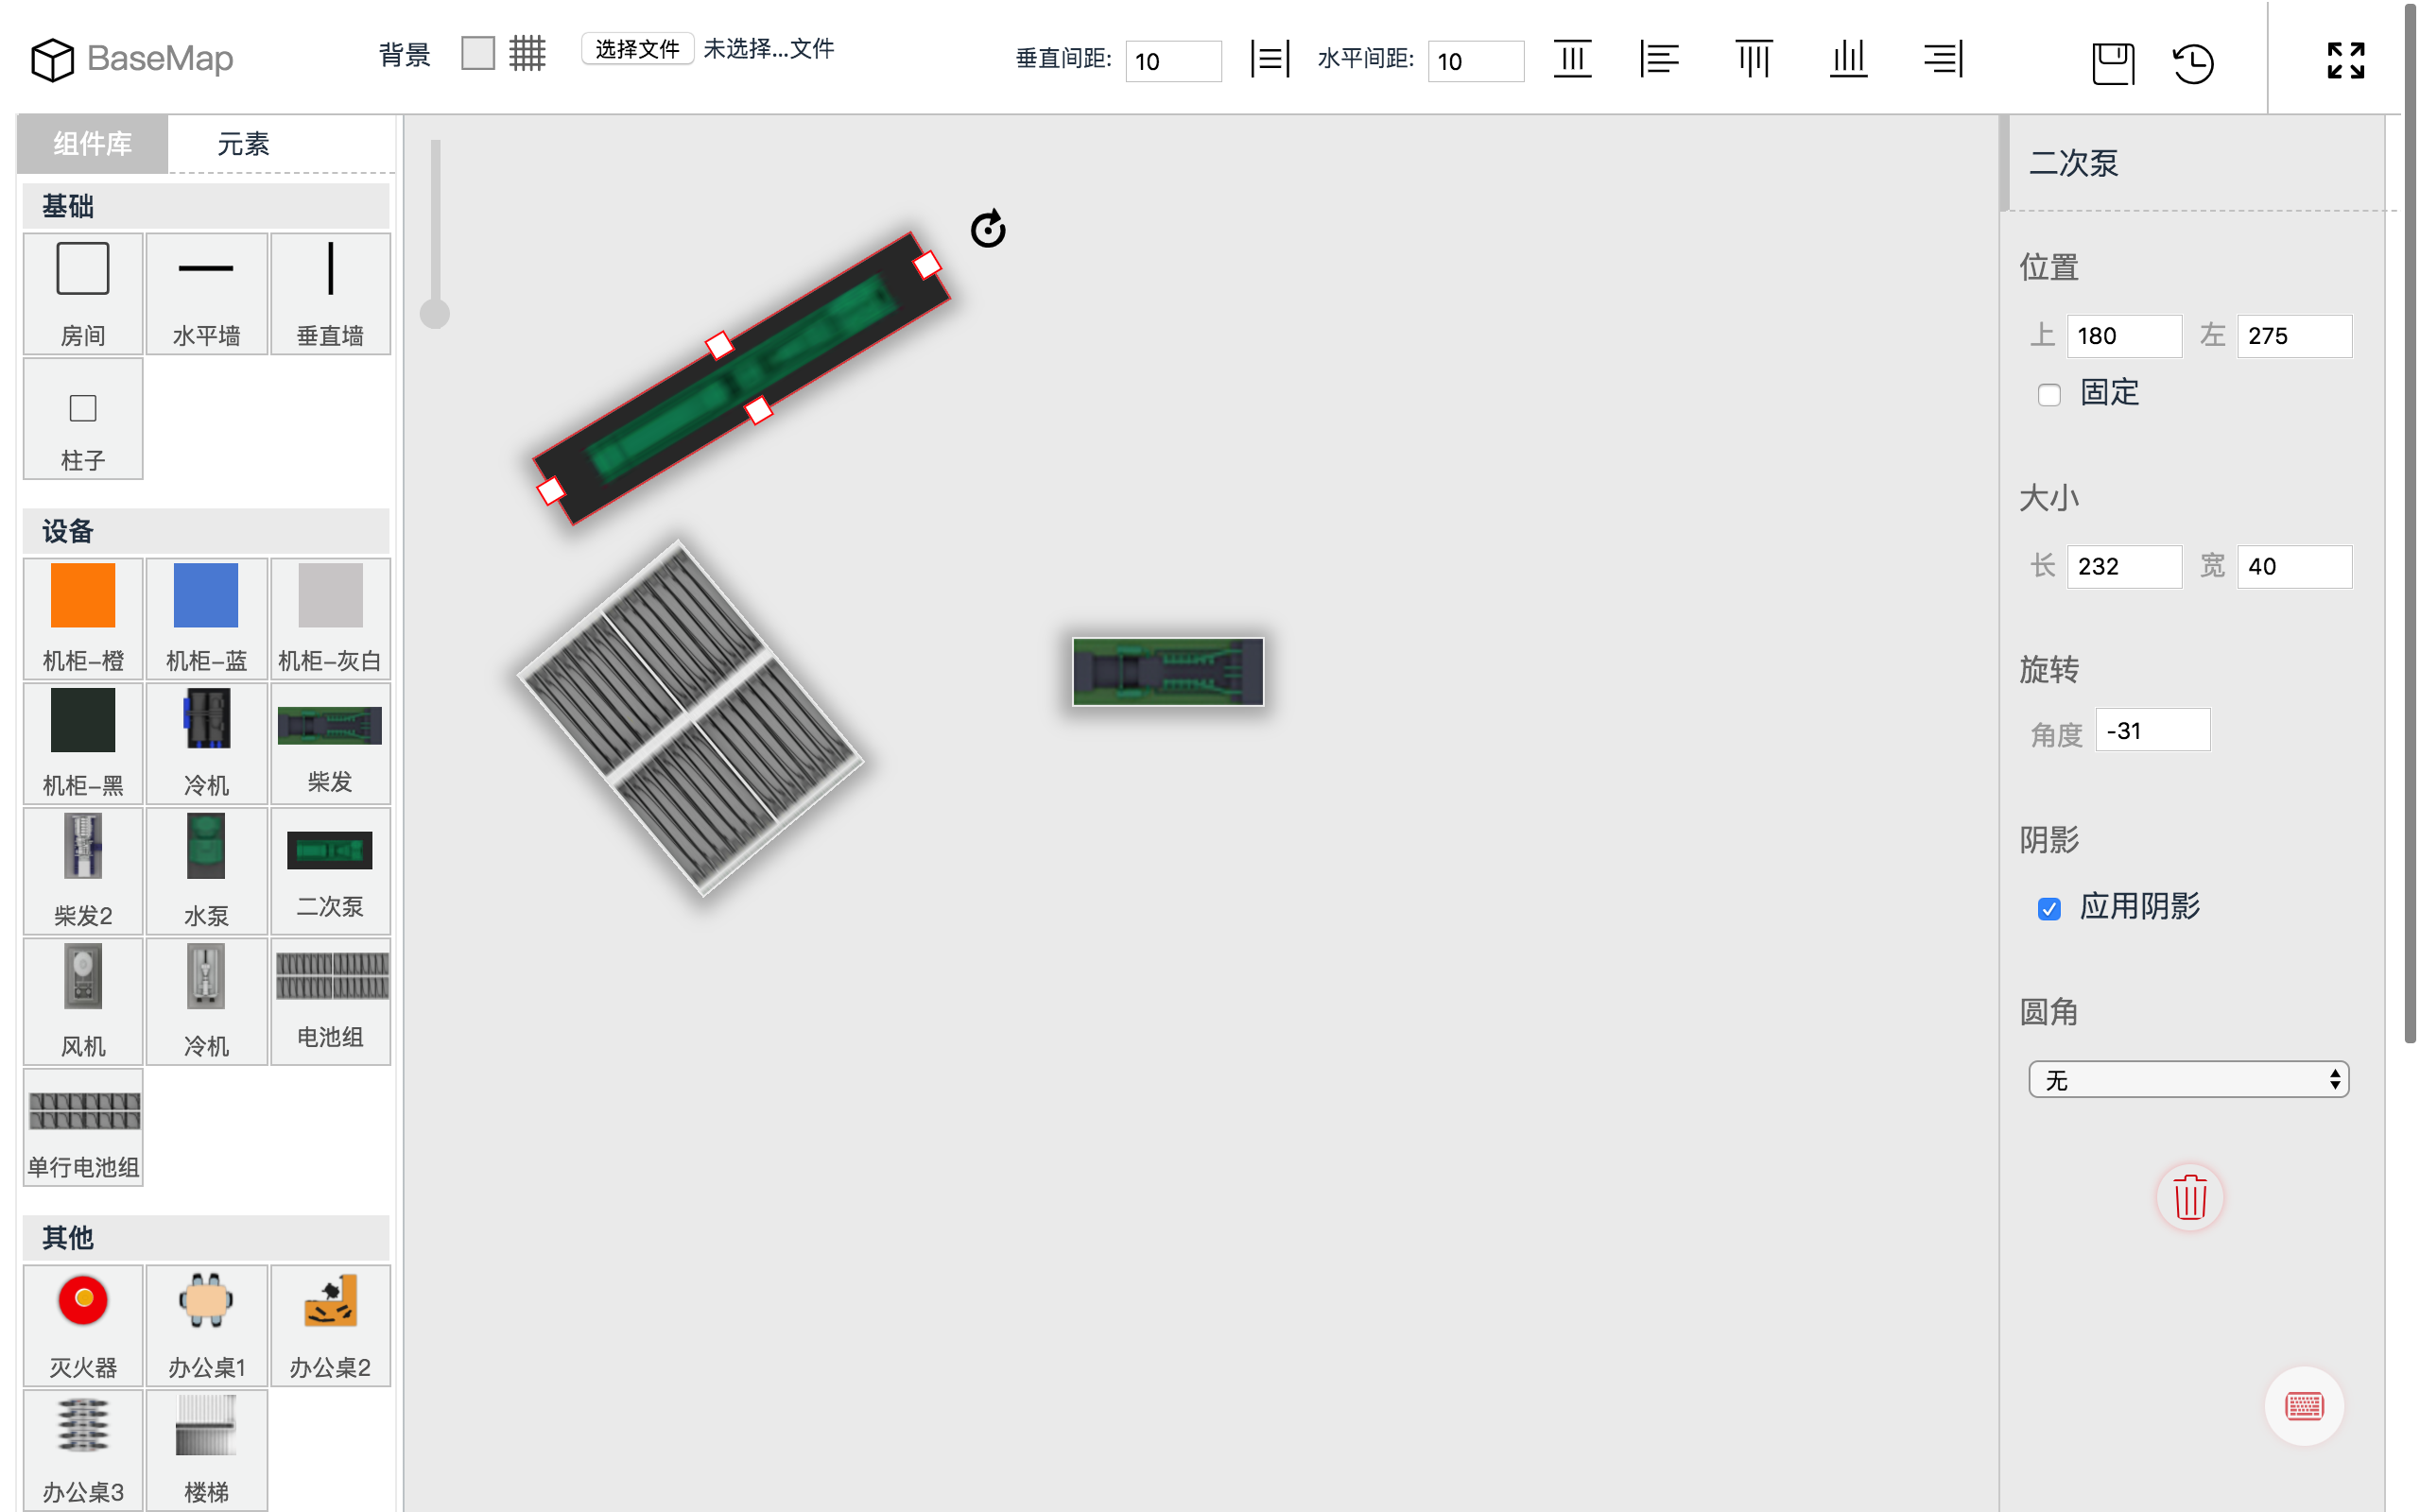 BaseMap
背景
选择文件 未选择...文件
垂直间距: 10
水平间距: 10
组件库 元素
基础
房间 水平墙 垂直墙
柱子
设备
机柜-橙 机柜-蓝 机柜-灰白
机柜-黑 冷机 柴发
柴发2 水泵 二次泵
风机 冷机 电池组
单行电池组
其他
灭火器 办公桌1 办公桌2
办公桌3 楼梯
二次泵
位置
上 180 左 275
固定
大小
长 232 宽 40
旋转
角度 -31
阴影
应用阴影
圆角
无